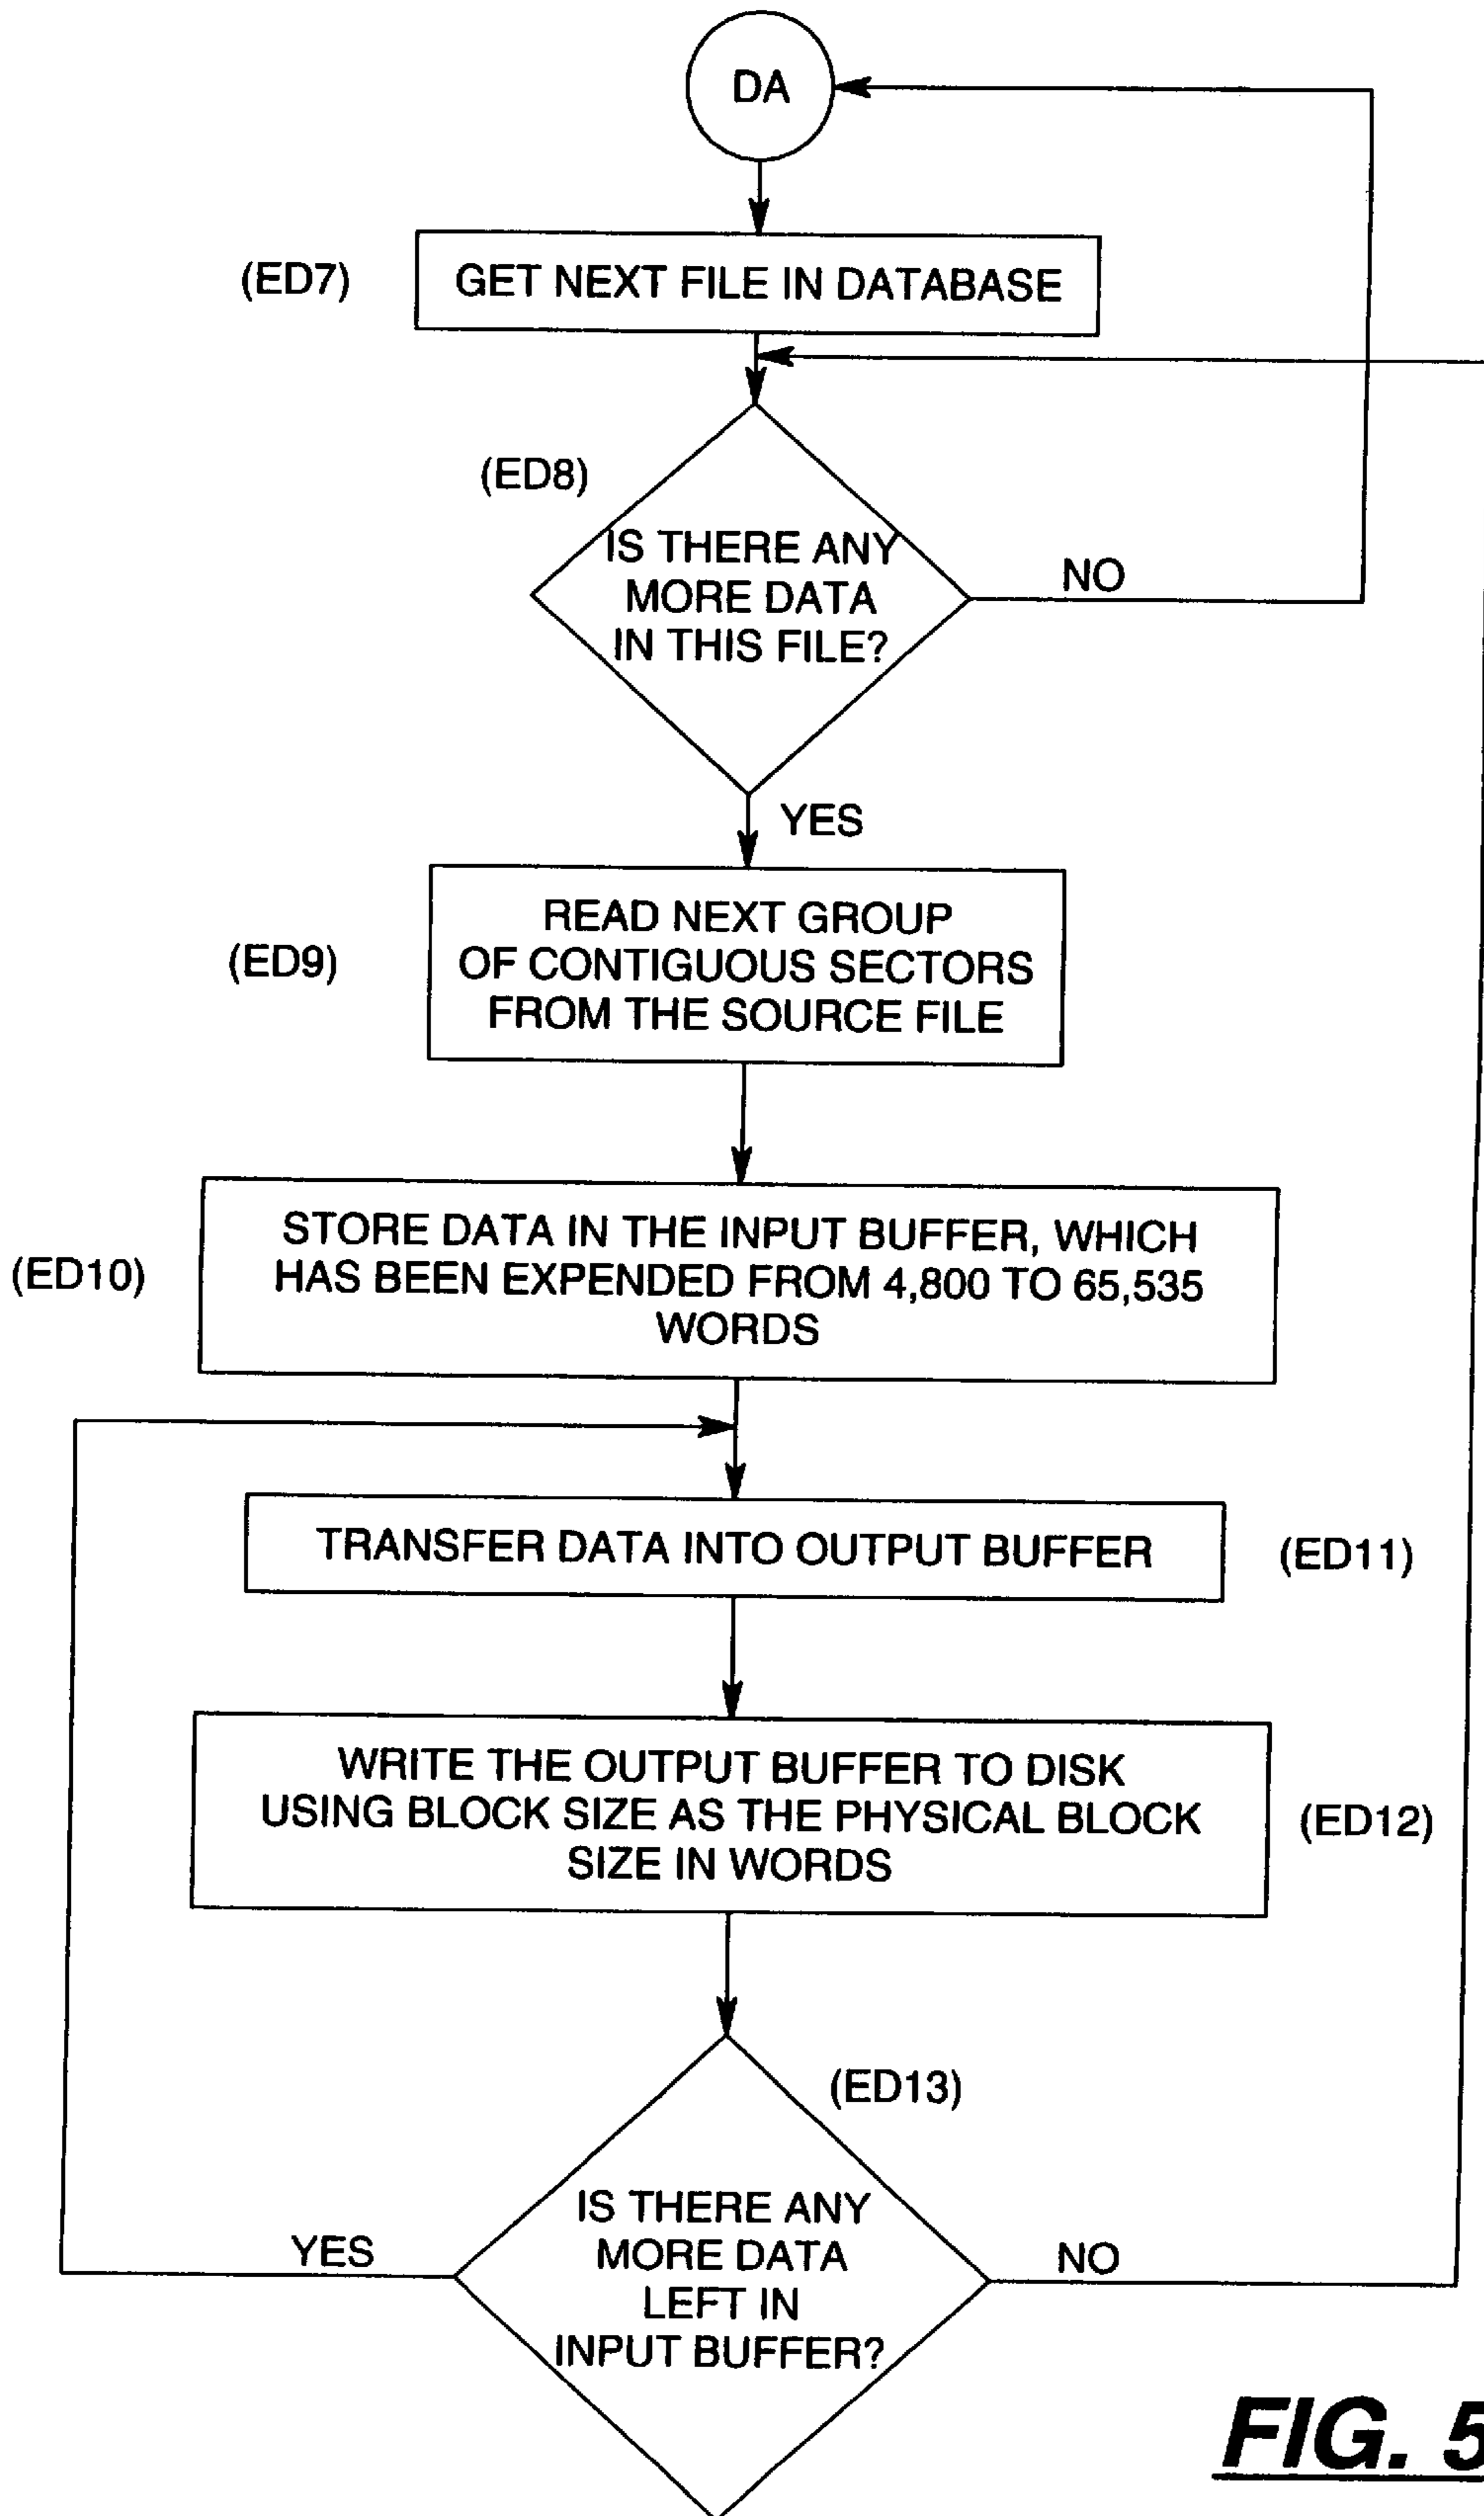 DA
(ED7)
GET NEXT FILE IN DATABASE
(ED8)
IS THERE ANY
MORE DATA
IN THIS FILE?
NO
YES
(ED9)
READ NEXT GROUP
OF CONTIGUOUS SECTORS
FROM THE SOURCE FILE
(ED10)
STORE DATA IN THE INPUT BUFFER, WHICH
HAS BEEN EXPENDED FROM 4,800 TO 65,535
WORDS
TRANSFER DATA INTO OUTPUT BUFFER
(ED11)
WRITE THE OUTPUT BUFFER TO DISK
USING BLOCK SIZE AS THE PHYSICAL BLOCK
SIZE IN WORDS
(ED12)
(ED13)
IS THERE ANY
MORE DATA
LEFT IN
INPUT BUFFER?
YES
NO
FIG. 5